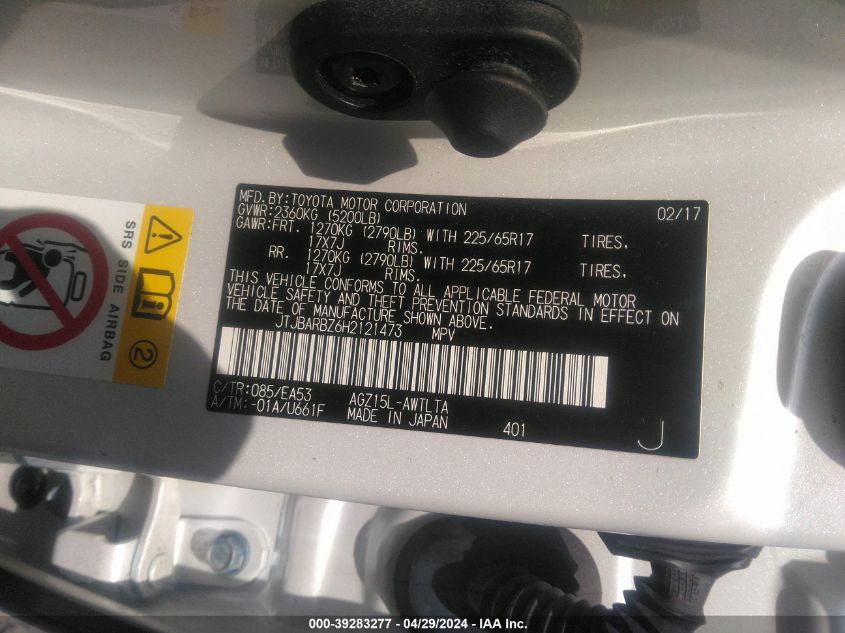 MFD.BY:TOYOTA MOTOR CORPORATION 02/17
GVWR:2360KG (5200LB)
GAWR:FRT. 1270KG (2790LB) WITH 225/65R17 TIRES.
17X7J RIMS.
RR. 1270KG (2790LB) WITH 225/65R17 TIRES.
17X7J RIMS.
THIS VEHICLE CONFORMS TO ALL APPLICABLE FEDERAL MOTOR
VEHICLE SAFETY AND THEFT PREVENTION STANDARDS IN EFFECT ON
THE DATE OF MANUFACTURE SHOWN ABOVE.
JTJBARBZ6H2121473 MPV
C/TR:085/EA53 AGZ15L-AWTLTA
A/TM:-01A/U661F MADE IN JAPAN 401 J
SRS SIDE AIRBAG
2
000-39283277 - 04/29/2024 - IAA Inc.